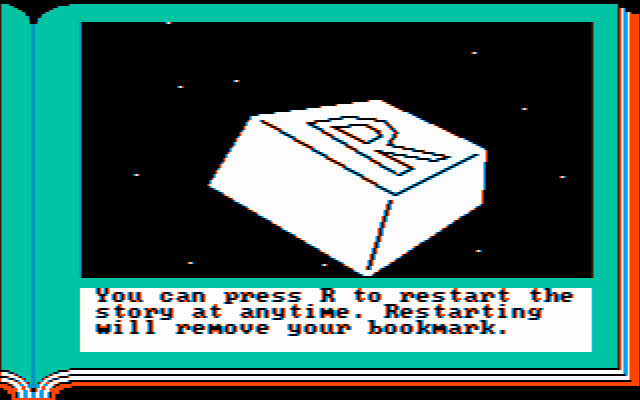 R
You can press R to restart the
story at anytime. Restarting
will remove your bookmark.